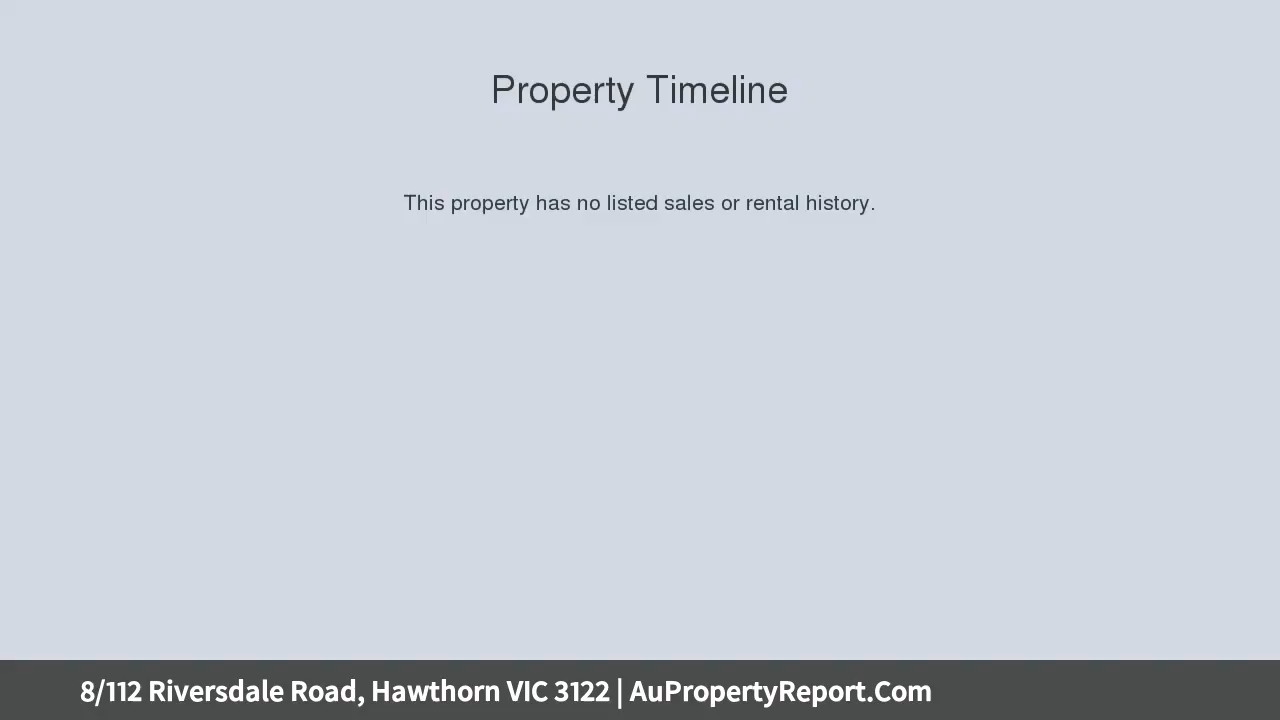 Property Timeline
This property has no listed sales or rental history.
8/112 Riversdale Road, Hawthorn VIC 3122 | AuPropertyReport.Com